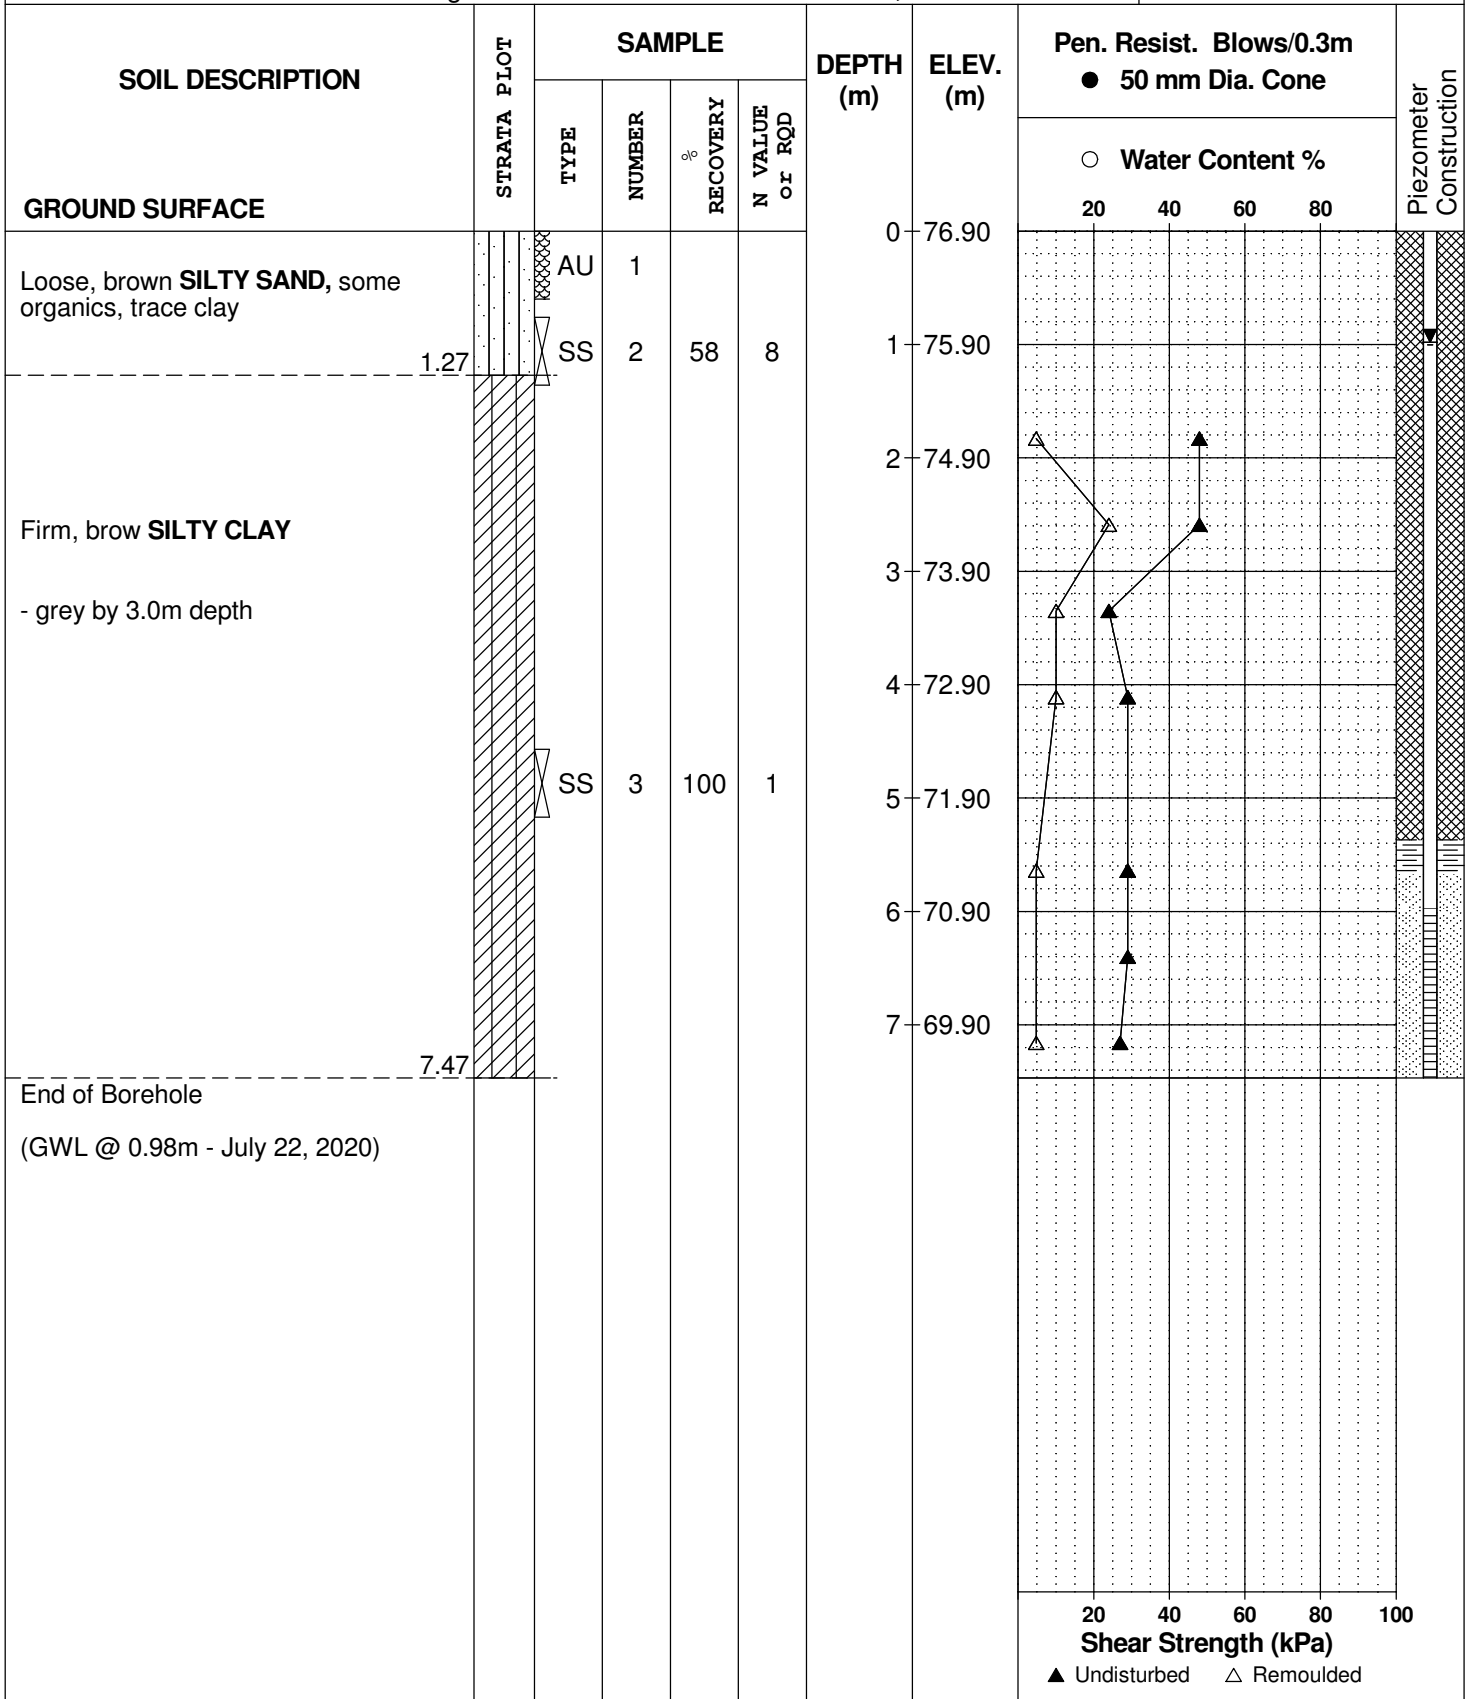 SOIL DESCRIPTION
GROUND SURFACE
STRATA PLOT
SAMPLE
TYPE
NUMBER
%
RECOVERY
N VALUE
or RQD
DEPTH
(m)
ELEV.
(m)
Pen. Resist. Blows/0.3m
● 50 mm Dia. Cone
○ Water Content %
20 40 60 80
Piezometer
Construction
0 76.90
Loose, brown SILTY SAND, some
organics, trace clay
1.27
AU 1
SS 2 58 8
1 75.90
2 74.90
Firm, brow SILTY CLAY
3 73.90
- grey by 3.0m depth
4 72.90
SS 3 100 1
5 71.90
6 70.90
7 69.90
7.47
End of Borehole
(GWL @ 0.98m - July 22, 2020)
20 40 60 80 100
Shear Strength (kPa)
▲ Undisturbed △ Remoulded